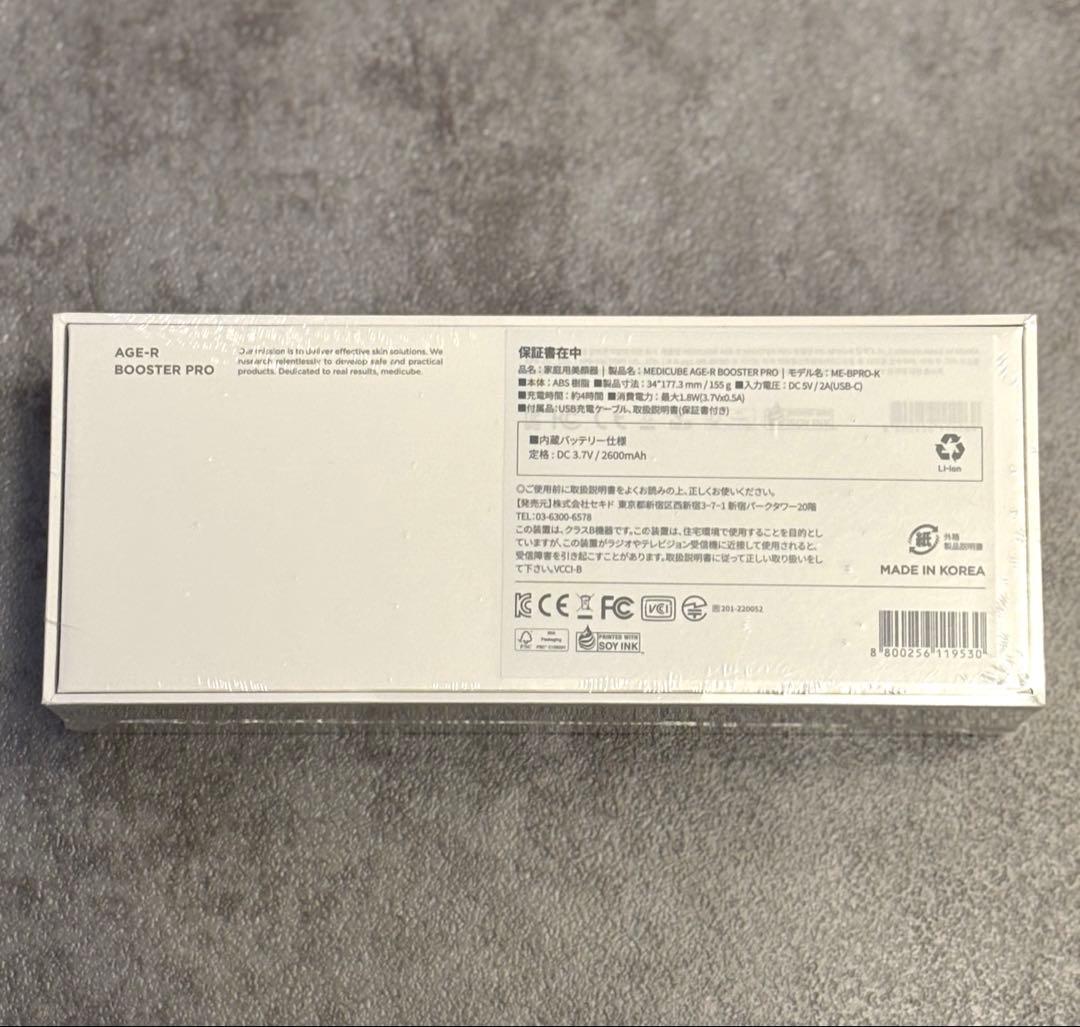 AGE-R
BOOSTER PRO
Our mission is to deliver effective skin solutions. We
research relentlessly to develop safe and practical
products. Dedicated to real results, medicube.
保証書在中
品名：家庭用美顔器｜製品名：MEDICUBE AGE-R BOOSTER PRO｜モデル名：ME-BPRO-K
■本体：ABS 樹脂 ■製品寸法：34*177.3 mm / 155 g ■入力電圧：DC 5V / 2A(USB-C)
■充電時間：約4時間 ■消費電力：最大1.8W(3.7Vx0.5A)
■付属品：USB充電ケーブル、取扱説明書(保証書付き)
■内蔵バッテリー仕様
定格：DC 3.7V / 2600mAh
Li-ion
◎ご使用前に取扱説明書をよくお読みの上、正しくお使いください。
【発売元】株式会社セキド 東京都新宿区西新宿3-7-1 新宿パークタワー20階
TEL：03-6300-6578
この装置は、クラスB機器です。この装置は、住宅環境で使用することを目的とし
ていますが、この装置がラジオやテレビジョン受信機に近接して使用されると、
受信障害を引き起こすことがあります。取扱説明書に従って正しい取り扱いをし
て下さい。VCCI-B
紙
外箱
製品説明書
MADE IN KOREA
CE FC VCI
201-220052
FSC
MIX
Packaging
PRINTED WITH
SOY INK
8 800256 119530